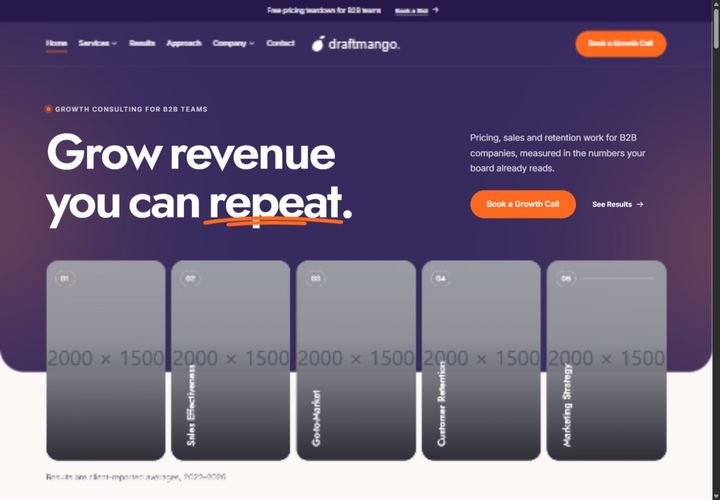 Free pricing teardown for B2B teams
Book a Slot →
Home Services Results Approach Company Contact
draftmango.
Book a Growth Call
GROWTH CONSULTING FOR B2B TEAMS
Grow revenue
you can repeat.
Pricing, sales and retention work for B2B
companies, measured in the numbers your
board already reads.
Book a Growth Call
See Results →
01
02
03
04
05
2000 × 1500
2000 × 1500
2000 × 1500
2000 × 1500
2000 × 1500
Sales Effectiveness
Go-to-Market
Customer Retention
Marketing Strategy
Results are client-reported averages, 2022–2026